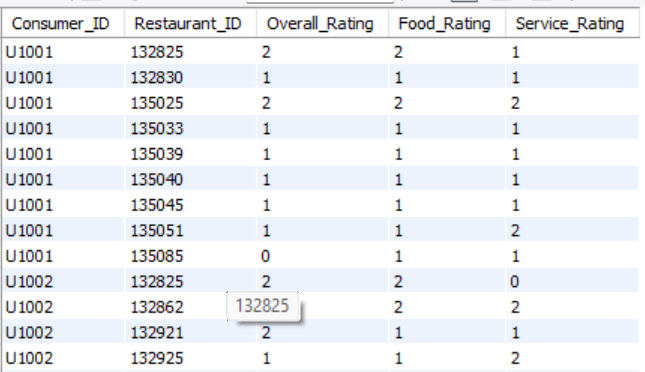 Consumer_ID Restaurant_ID Overall_Rating Food_Rating Service_Rating
U1001 132825 2 2 1
U1001 132830 1 1 1
U1001 135025 2 2 2
U1001 135033 1 1 1
U1001 135039 1 1 1
U1001 135040 1 1 1
U1001 135045 1 1 1
U1001 135051 1 1 2
U1001 135085 0 1 1
U1002 132825 2 2 0
U1002 132862 132825 2 2
U1002 132921 2 1 1
U1002 132925 1 1 2